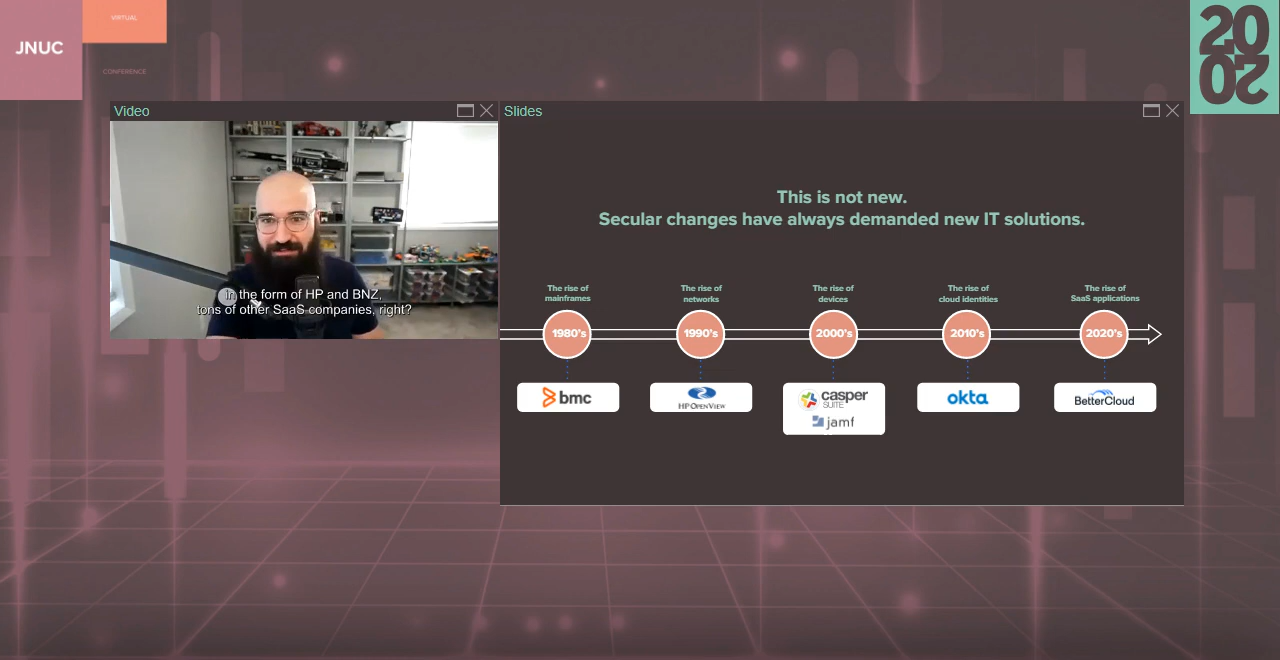 JNUC
VIRTUAL
CONFERENCE
2020
Video
Slides
in the form of HP and BNZ,
tons of other SaaS companies, right?
This is not new.
Secular changes have always demanded new IT solutions.
The rise of
mainframes
The rise of
networks
The rise of
devices
The rise of
cloud identities
The rise of
SaaS applications
1980's
1990's
2000's
2010's
2020's
bmc
HP OPENVIEW
casper
SUITE
jamf
okta
BetterCloud